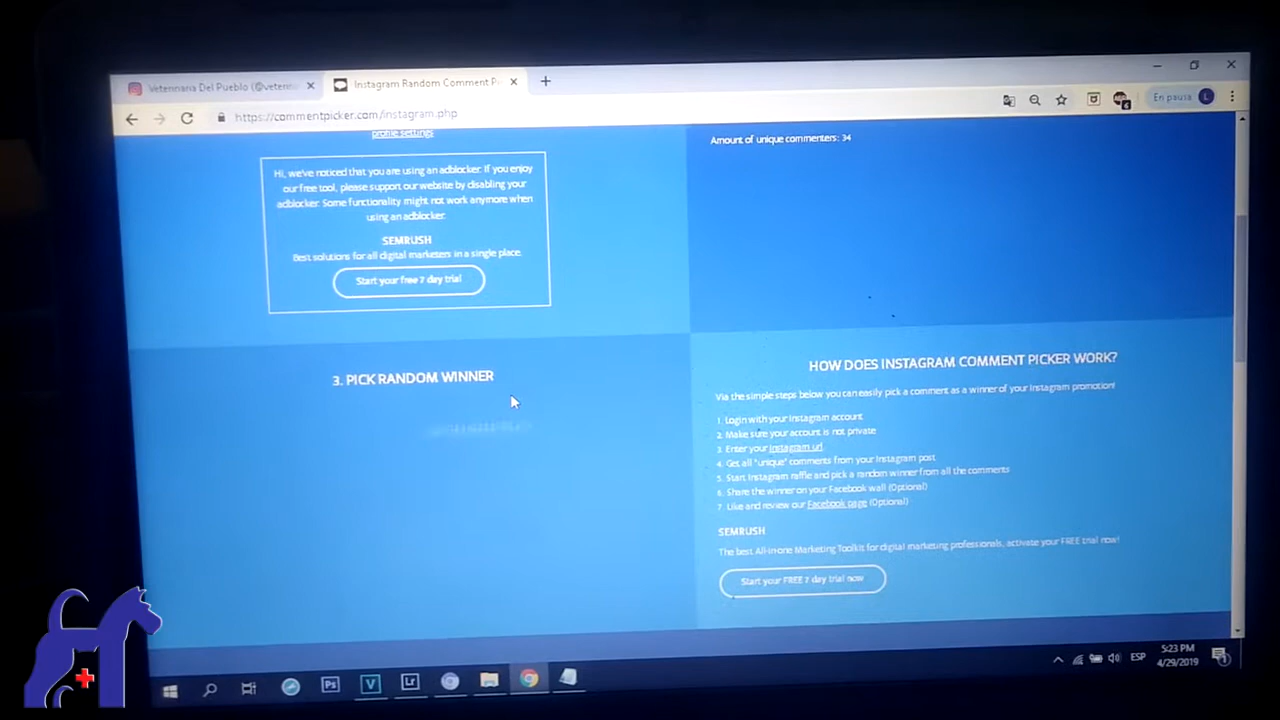 Veterinaria Del Pueblo (@veterin
Instagram Random Comment P
https://commentpicker.com/instagram.php
En pausa
L
profile settings
Amount of unique commenters: 34
Hi, we've noticed that you are using an adblocker. If you enjoy
our free tool, please support our website by disabling your
adblocker. Some functionality might not work anymore when
using an adblocker.
SEMRUSH
Best solutions for all digital marketers in a single place.
Start your free 7 day trial
3. PICK RANDOM WINNER
HOW DOES INSTAGRAM COMMENT PICKER WORK?
Via the simple steps below you can easily pick a comment as a winner of your Instagram promotion!
1. Login with your Instagram account
2. Make sure your account is not private
3. Enter your Instagram url
4. Get all "unique" comments from your Instagram post
5. Start Instagram raffle and pick a random winner from all the comments
6. Share the winner on your Facebook wall (Optional)
7. Like and review our Facebook page (Optional)
SEMRUSH
The best All-in-one Marketing Toolkit for digital marketing professionals, activate your FREE trial now!
Start your FREE 7 day trial now
Ps
V
Lr
ESP
5:23 PM
4/29/2019